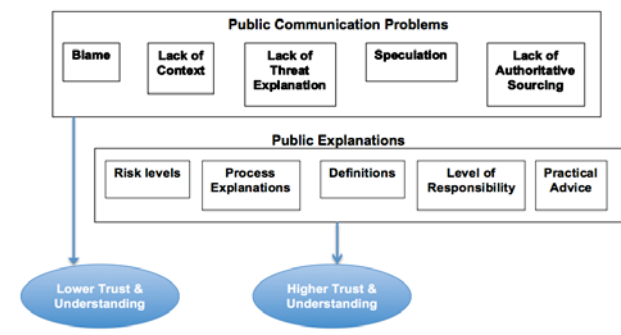 Public Communication Problems
Blame
Lack of
Context
Lack of
Threat
Explanation
Speculation
Lack of
Authoritative
Sourcing
Public Explanations
Risk levels
Process
Explanations
Definitions
Level of
Responsibility
Practical
Advice
Lower Trust &
Understanding
Higher Trust &
Understanding